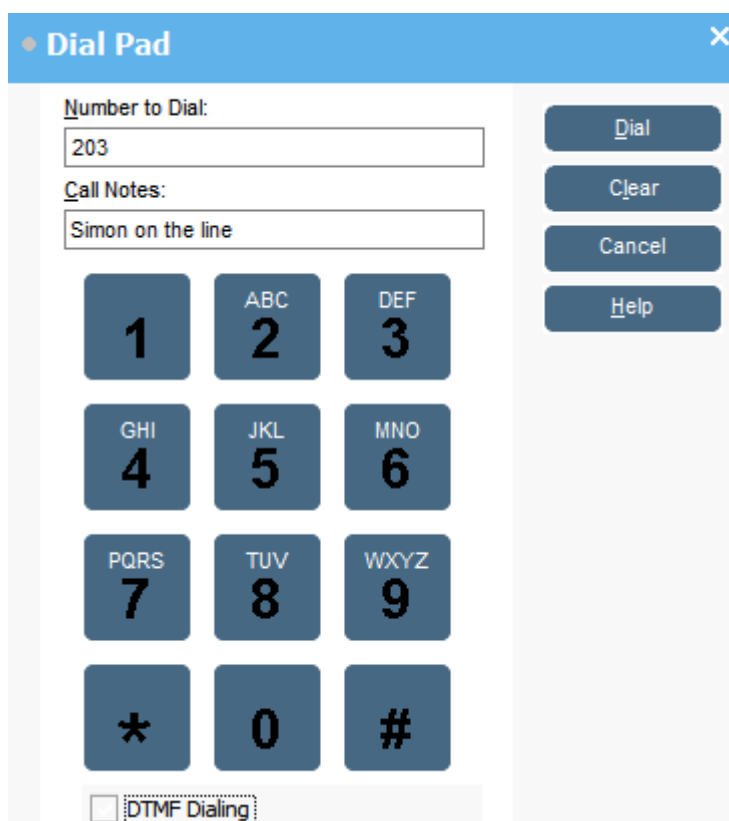 Dial Pad
Number to Dial:
203
Call Notes:
Simon on the line
Dial
Clear
Cancel
Help
1
ABC
2
DEF
3
GHI
4
JKL
5
MNO
6
PQRS
7
TUV
8
WXYZ
9
*
0
#
DTMF Dialing